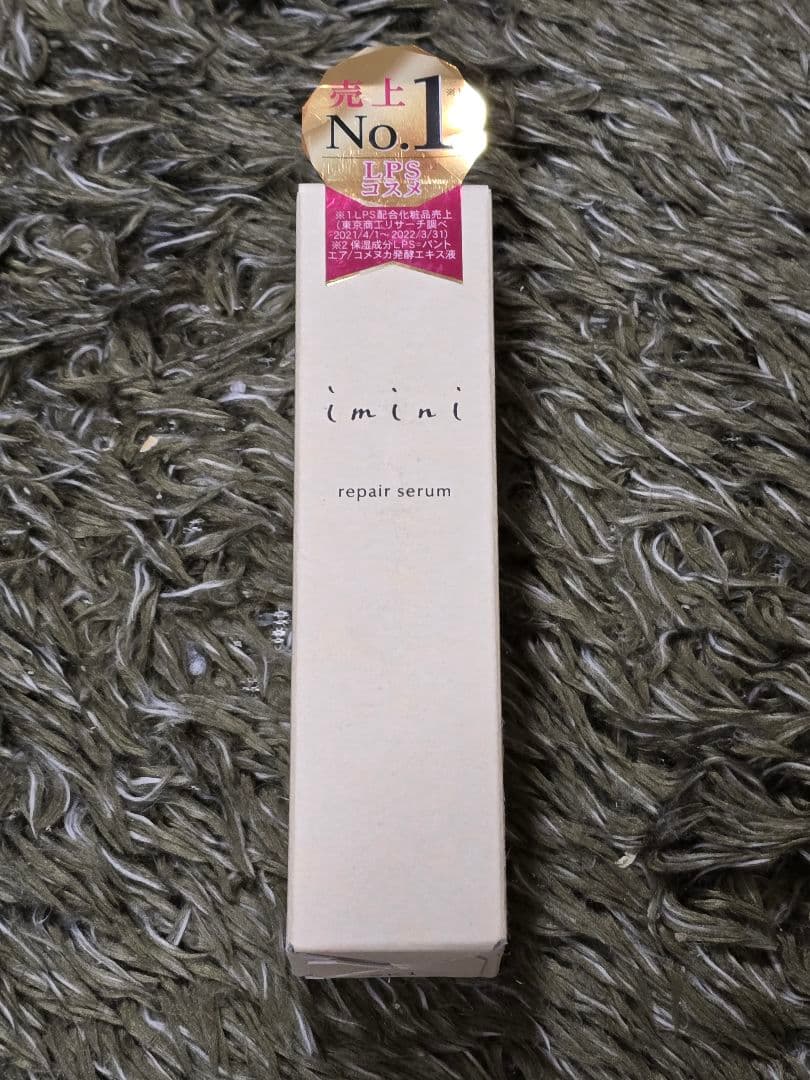 売上
※1
No.1
LPS
コスメ
※1 LPS配合化粧品売上
(東京商工リサーチ調べ
2021/4/1～2022/3/31)
※2 保湿成分LPS=パント
エア/コメヌカ発酵エキス液
imini
repair serum